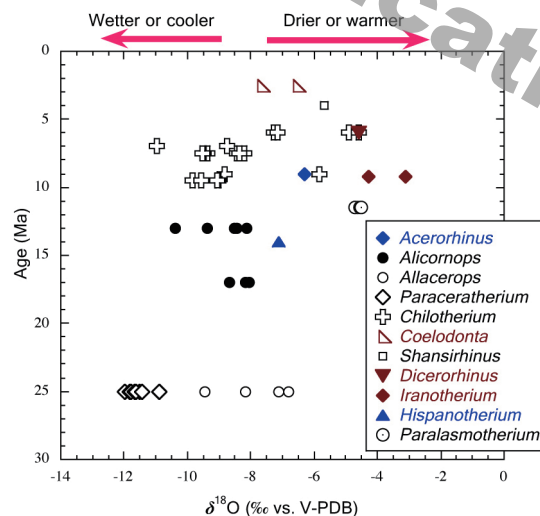 Wetter or cooler
Drier or warmer
0
5
10
15
20
25
30
Age (Ma)
-14
-12
-10
-8
-6
-4
-2
0
δ18O (‰ vs. V-PDB)
Acerorhinus
Alicornops
Allacerops
Paraceratherium
Chilotherium
Coelodonta
Shansirhinus
Dicerorhinus
Iranotherium
Hispanotherium
Paralasmotherium